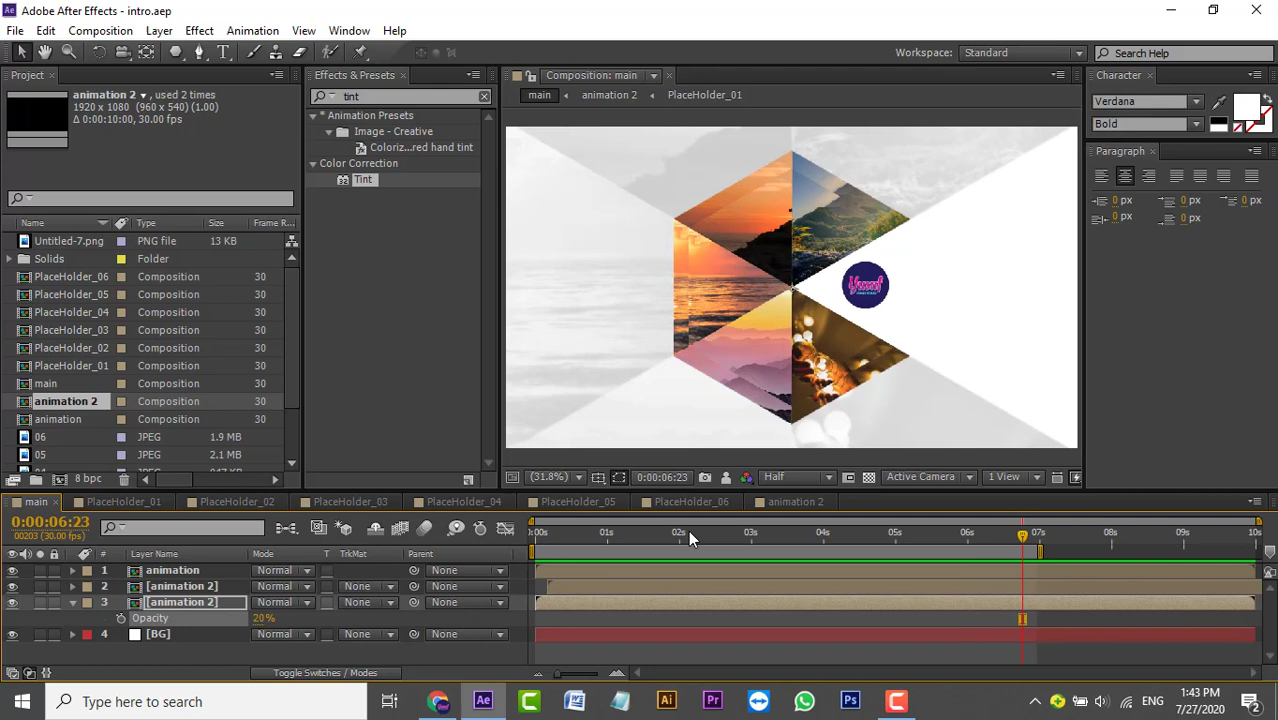 Adobe After Effects - intro.aep
File Edit Composition Layer Effect Animation View Window Help
Workspace: Standard Search Help
Project
animation 2 , used 2 times
1920 x 1080 (960 x 540) (1.00)
Δ 0:00:10:00, 30.00 fps
Name Type Size Frame R...
Untitled-7.png PNG file 13 KB
Solids Folder
PlaceHolder_06 Composition 30
PlaceHolder_05 Composition 30
PlaceHolder_04 Composition 30
PlaceHolder_03 Composition 30
PlaceHolder_02 Composition 30
PlaceHolder_01 Composition 30
main Composition 30
animation 2 Composition 30
animation Composition 30
06 JPEG 1.9 MB
05 JPEG 2.1 MB
8 bpc
Effects & Presets
tint
Animation Presets
Image - Creative
Coloriz...red hand tint
Color Correction
32 Tint
Composition: main
main animation 2 PlaceHolder_01
Yusuf
(31.8%) 0:00:06:23 Half Active Camera 1 View
Character
Verdana
Bold
Paragraph
0 px 0 px 0 px
0 px 0 px
main PlaceHolder_01 PlaceHolder_02 PlaceHolder_03 PlaceHolder_04 PlaceHolder_05 PlaceHolder_06 animation 2
0:00:06:23
00203 (30.00 fps)
:00s 01s 02s 03s 04s 05s 06s 07s 08s 09s 10s
# Layer Name Mode T TrkMat Parent
1 animation Normal None
2 [animation 2] Normal None None
3 [animation 2] Normal None None
Opacity 20%
4 [BG] Normal None None
Toggle Switches / Modes
Type here to search
ENG
1:43 PM
7/27/2020
2